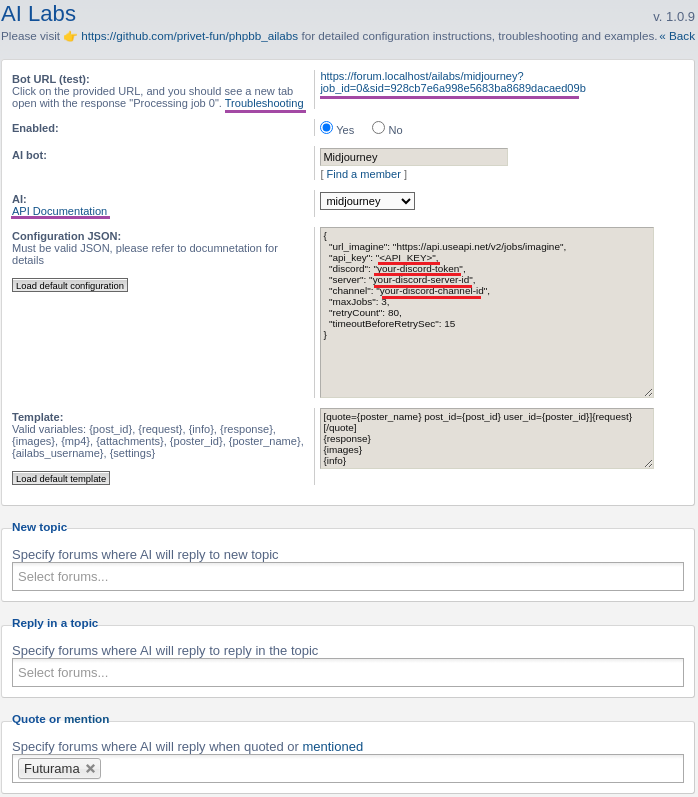 AI Labs
v. 1.0.9
Please visit 👉 https://github.com/privet-fun/phpbb_ailabs for detailed configuration instructions, troubleshooting and examples.
« Back
Bot URL (test):
Click on the provided URL, and you should see a new tab
open with the response "Processing job 0". Troubleshooting
https://forum.localhost/ailabs/midjourney?
job_id=0&sid=928cb7e6a998e5683ba8689dacaed09b
Enabled:
Yes No
AI bot:
Midjourney
[ Find a member ]
AI:
API Documentation
midjourney
Configuration JSON:
Must be valid JSON, please refer to documnetation for
details
Load default configuration
{
"url_imagine": "https://api.useapi.net/v2/jobs/imagine",
"api_key": "<API_KEY>",
"discord": "your-discord-token",
"server": "your-discord-server-id",
"channel": "your-discord-channel-id",
"maxJobs": 3,
"retryCount": 80,
"timeoutBeforeRetrySec": 15
}
Template:
Valid variables: {post_id}, {request}, {info}, {response},
{images}, {mp4}, {attachments}, {poster_id}, {poster_name},
{ailabs_username}, {settings}
Load default template
[quote={poster_name} post_id={post_id} user_id={poster_id}]{request}
[/quote]
{response}
{images}
{info}
New topic
Specify forums where AI will reply to new topic
Select forums...
Reply in a topic
Specify forums where AI will reply to reply in the topic
Select forums...
Quote or mention
Specify forums where AI will reply when quoted or mentioned
Futurama ×